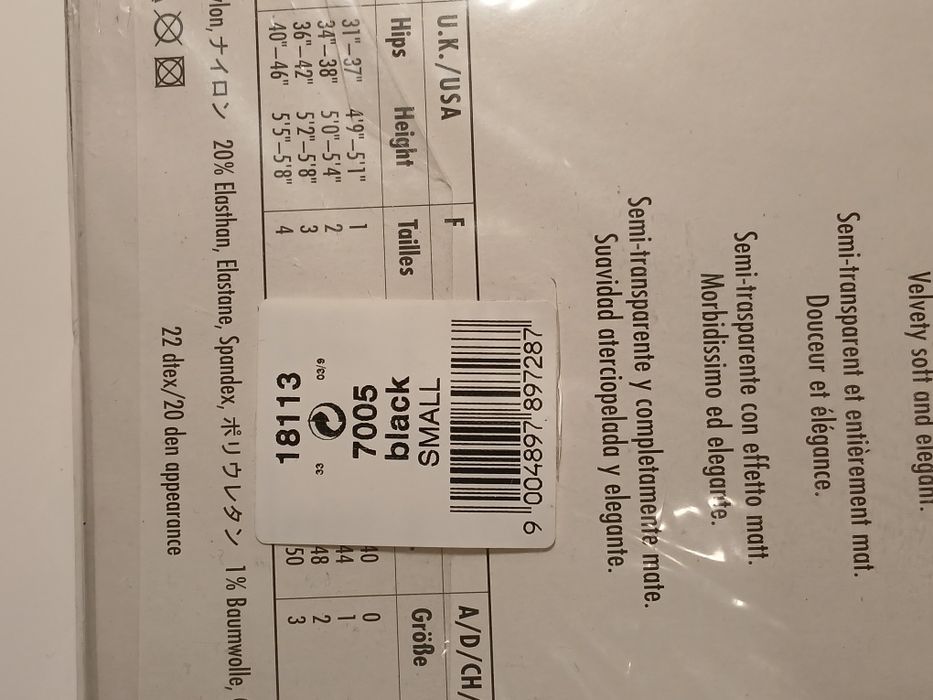 Velvety soft and elegant.
Semi-transparent et entièrement mat.
Douceur et élégance.
Semi-trasparente con effetto matt.
Morbidissimo ed elegante.
Semi-transparente y completamente mate.
Suavidad aterciopelada y elegante.
U.K./USA F A/D/CH/
Hips Height Tailles Größe
31"–37" 4'9"–5'1" 1 40 0
34"–38" 5'0"–5'4" 2 44 1
36"–42" 5'2"–5'8" 3 48 2
40"–46" 5'5"–5'8" 4 50 3
9 004897 897287
SMALL
black
7005
18113
ナイロン 20% Elasthan, Elastane, Spandex, ポリウレタン 1% Baumwolle,
22 dtex/20 den appearance